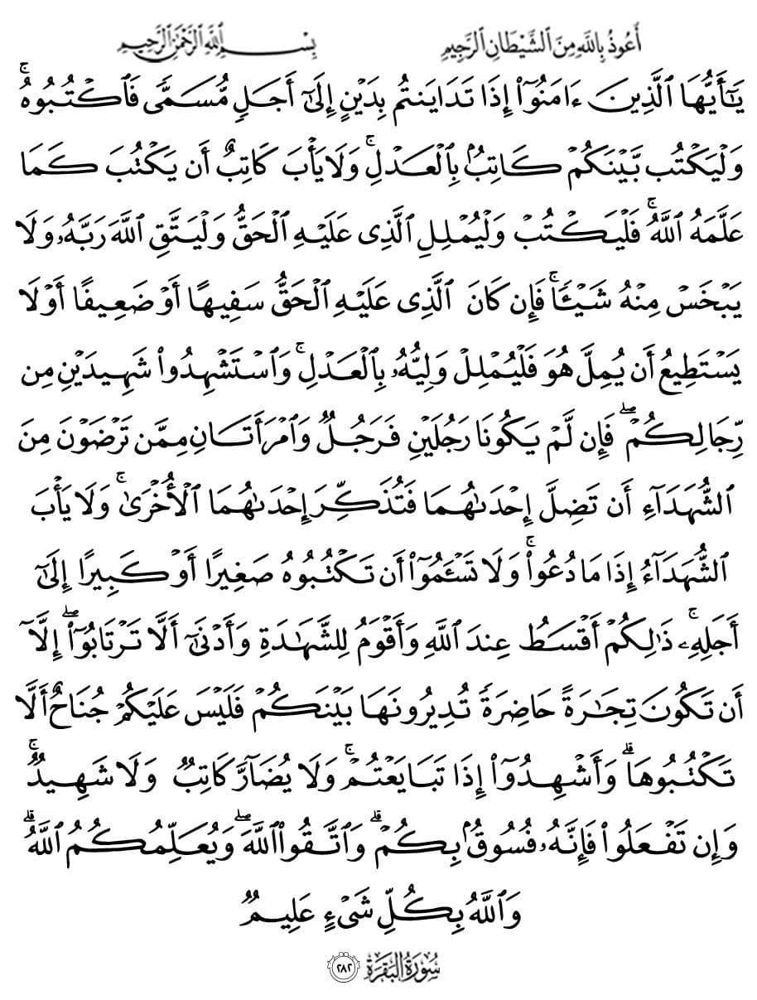 أَعُوذُ بِاللَّهِ مِنَ الشَّيْطَانِ الرَّجِيمِ بِسْمِ ٱللَّهِ ٱلرَّحْمَٰنِ ٱلرَّحِيمِ
يَٰٓأَيُّهَا ٱلَّذِينَ ءَامَنُوٓا۟ إِذَا تَدَايَنتُم بِدَيْنٍ إِلَىٰٓ أَجَلٍ مُّسَمًّى فَٱكْتُبُوهُ ۚ
وَلْيَكْتُب بَّيْنَكُمْ كَاتِبٌۢ بِٱلْعَدْلِ ۚ وَلَا يَأْبَ كَاتِبٌ أَن يَكْتُبَ كَمَا
عَلَّمَهُ ٱللَّهُ ۚ فَلْيَكْتُبْ وَلْيُمْلِلِ ٱلَّذِى عَلَيْهِ ٱلْحَقُّ وَلْيَتَّقِ ٱللَّهَ رَبَّهُۥ وَلَا
يَبْخَسْ مِنْهُ شَيْـًٔا ۚ فَإِن كَانَ ٱلَّذِى عَلَيْهِ ٱلْحَقُّ سَفِيهًا أَوْ ضَعِيفًا أَوْ لَا
يَسْتَطِيعُ أَن يُمِلَّ هُوَ فَلْيُمْلِلْ وَلِيُّهُۥ بِٱلْعَدْلِ ۚ وَٱسْتَشْهِدُوا۟ شَهِيدَيْنِ مِن
رِّجَالِكُمْ ۖ فَإِن لَّمْ يَكُونَا رَجُلَيْنِ فَرَجُلٌ وَٱمْرَأَتَانِ مِمَّن تَرْضَوْنَ مِنَ
ٱلشُّهَدَآءِ أَن تَضِلَّ إِحْدَىٰهُمَا فَتُذَكِّرَ إِحْدَىٰهُمَا ٱلْأُخْرَىٰ ۚ وَلَا يَأْبَ
ٱلشُّهَدَآءُ إِذَا مَا دُعُوا۟ ۚ وَلَا تَسْـَٔمُوٓا۟ أَن تَكْتُبُوهُ صَغِيرًا أَوْ كَبِيرًا إِلَىٰٓ
أَجَلِهِۦ ۚ ذَٰلِكُمْ أَقْسَطُ عِندَ ٱللَّهِ وَأَقْوَمُ لِلشَّهَٰدَةِ وَأَدْنَىٰٓ أَلَّا تَرْتَابُوٓا۟ ۖ إِلَّآ
أَن تَكُونَ تِجَٰرَةً حَاضِرَةً تُدِيرُونَهَا بَيْنَكُمْ فَلَيْسَ عَلَيْكُمْ جُنَاحٌ أَلَّا
تَكْتُبُوهَا ۗ وَأَشْهِدُوٓا۟ إِذَا تَبَايَعْتُمْ ۚ وَلَا يُضَآرَّ كَاتِبٌ وَلَا شَهِيدٌ ۚ
وَإِن تَفْعَلُوا۟ فَإِنَّهُۥ فُسُوقٌۢ بِكُمْ ۗ وَٱتَّقُوا۟ ٱللَّهَ ۖ وَيُعَلِّمُكُمُ ٱللَّهُ ۗ
وَٱللَّهُ بِكُلِّ شَىْءٍ عَلِيمٌ
سُورَةُ البَقَرَةِ ٢٨٢